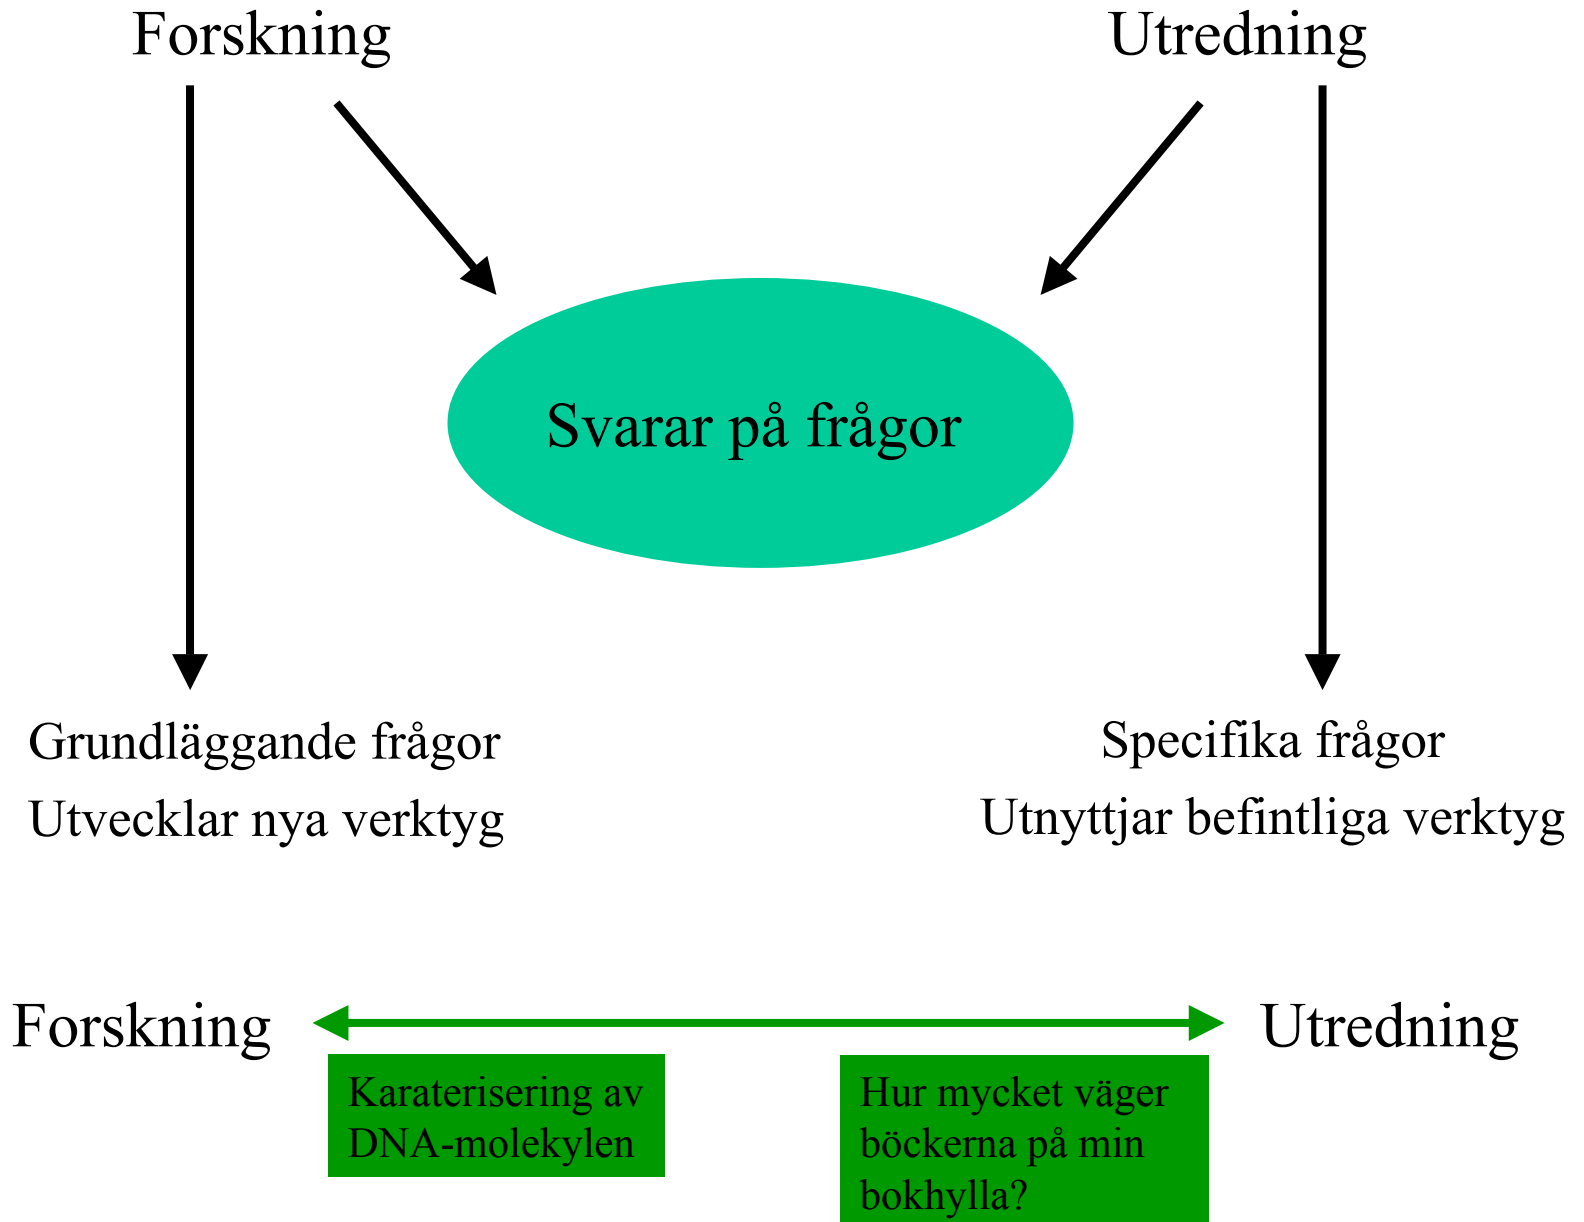 Forskning
Utredning
Svarar på frågor
Grundläggande frågor
Utvecklar nya verktyg
Specifika frågor
Utnyttjar befintliga verktyg
Forskning
Utredning
Karaterisering av
DNA-molekylen
Hur mycket väger
böckerna på min
bokhylla?